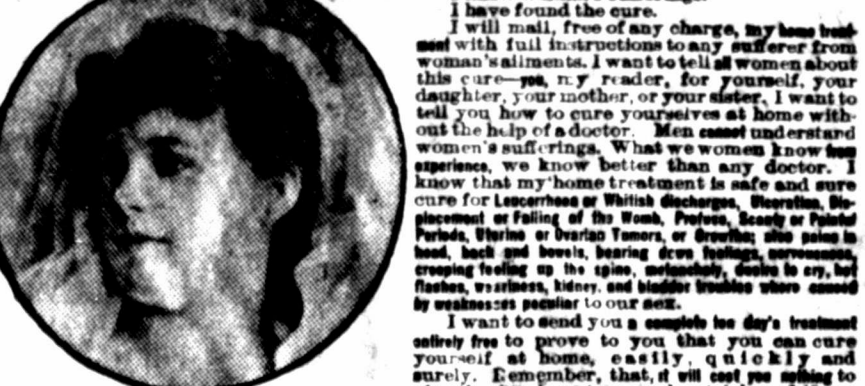 I have found the cure.
I will mail, free of any charge, my home treat-
ment with full instructions to any sufferer from
woman's ailments. I want to tell all women about
this cure—you, my reader, for yourself, your
daughter, your mother, or your sister. I want to
tell you how to cure yourselves at home with-
out the help of a doctor. Men cannot understand
women's sufferings. What we women know from
experience, we know better than any doctor. I
know that my home treatment is safe and sure
cure for Leucorrhoea or Whitish discharges, Ulceration, Dis-
placement or Falling of the Womb, Profuse, Scanty or Painful
Periods, Uterine or Ovarian Tumors, or Growths; also pains in
head, back and bowels, bearing down feelings, nervousness,
creeping feeling up the spine, melancholy, desire to cry, hot
flashes, weariness, kidney, and bladder troubles where caused
by weaknesses peculiar to our sex.
I want to send you a complete ten day's treatment
entirely free to prove to you that you can cure
yourself at home, easily, quickly and
surely. Remember, that, it will cost you nothing to